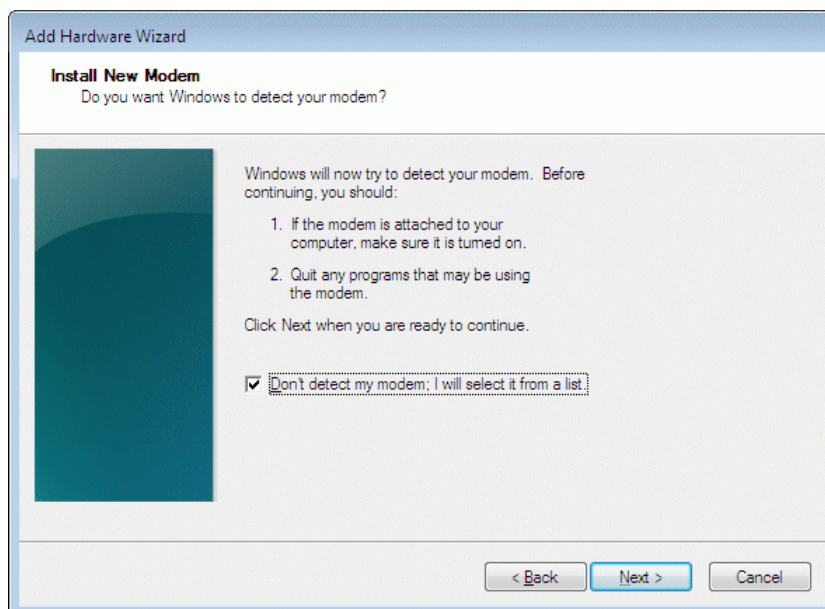 Add Hardware Wizard
Install New Modem
Do you want Windows to detect your modem?
Windows will now try to detect your modem. Before
continuing, you should:
1. If the modem is attached to your
computer, make sure it is turned on.
2. Quit any programs that may be using
the modem.
Click Next when you are ready to continue.
Don't detect my modem; I will select it from a list.
< Back Next > Cancel